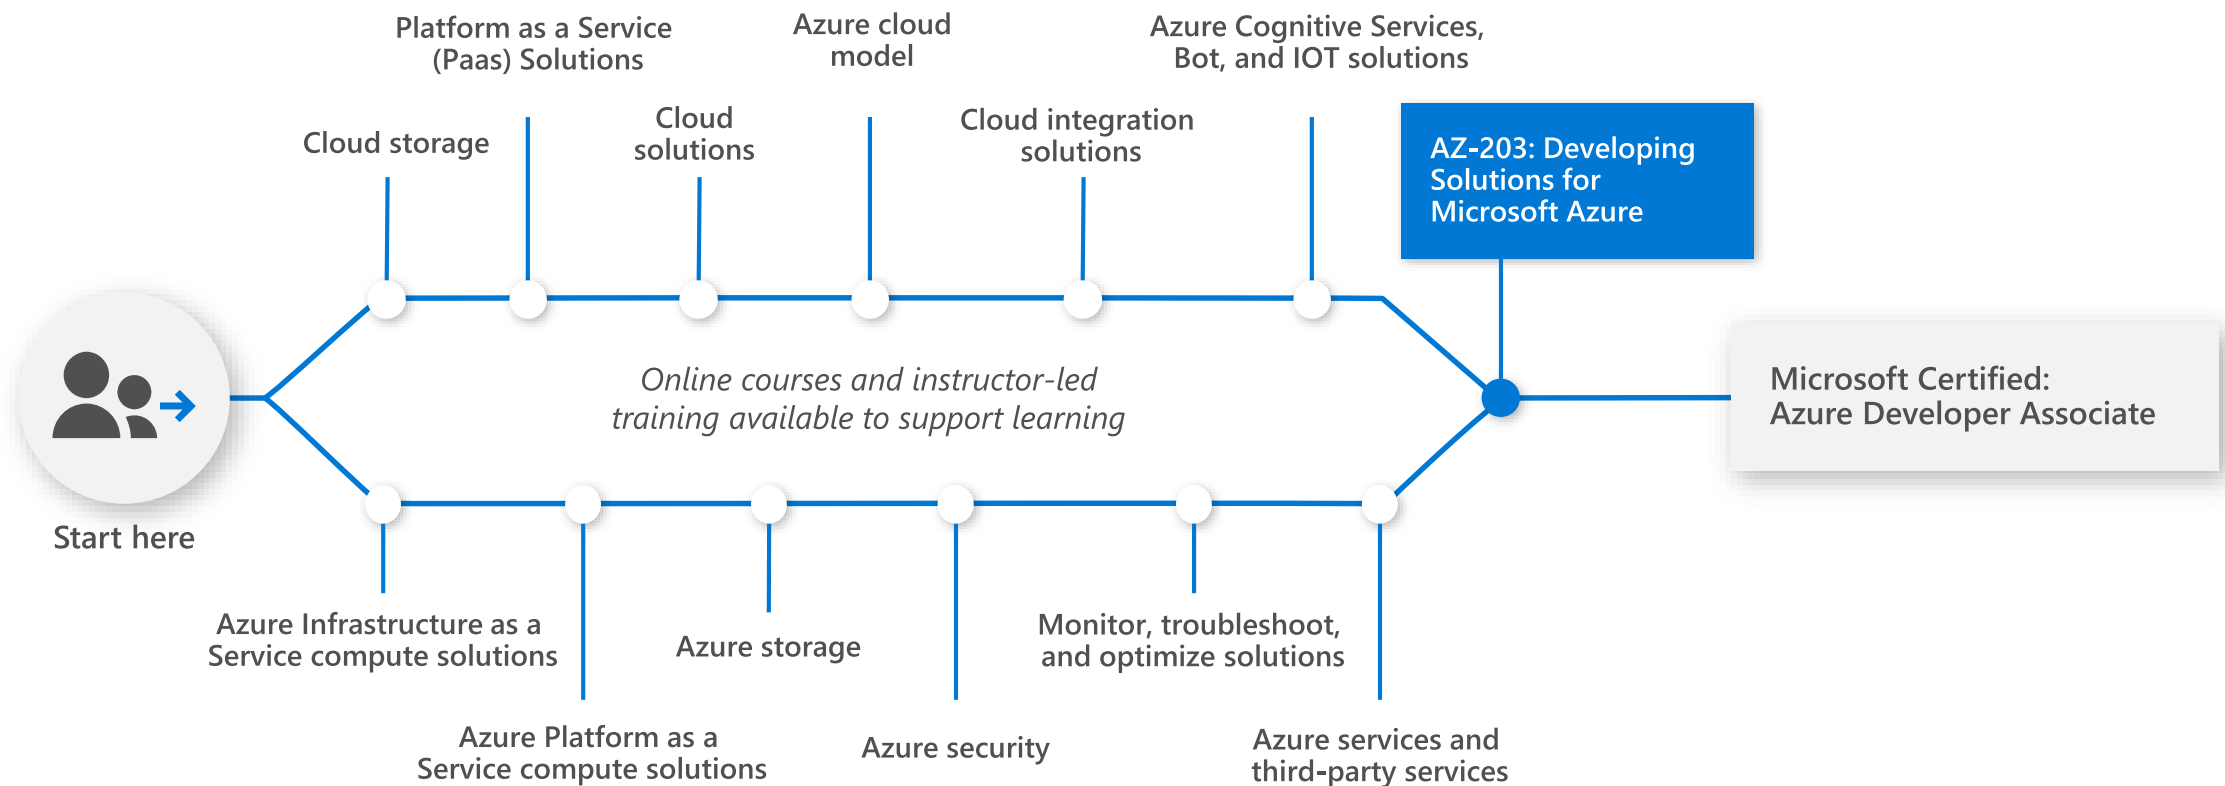 Platform as a Service
(Paas) Solutions
Azure cloud
model
Azure Cognitive Services,
Bot, and IOT solutions
Cloud storage
Cloud
solutions
Cloud integration
solutions
AZ-203: Developing
Solutions for
Microsoft Azure
Online courses and instructor-led
training available to support learning
Microsoft Certified:
Azure Developer Associate
Start here
Azure Infrastructure as a
Service compute solutions
Azure storage
Monitor, troubleshoot,
and optimize solutions
Azure Platform as a
Service compute solutions
Azure security
Azure services and
third-party services